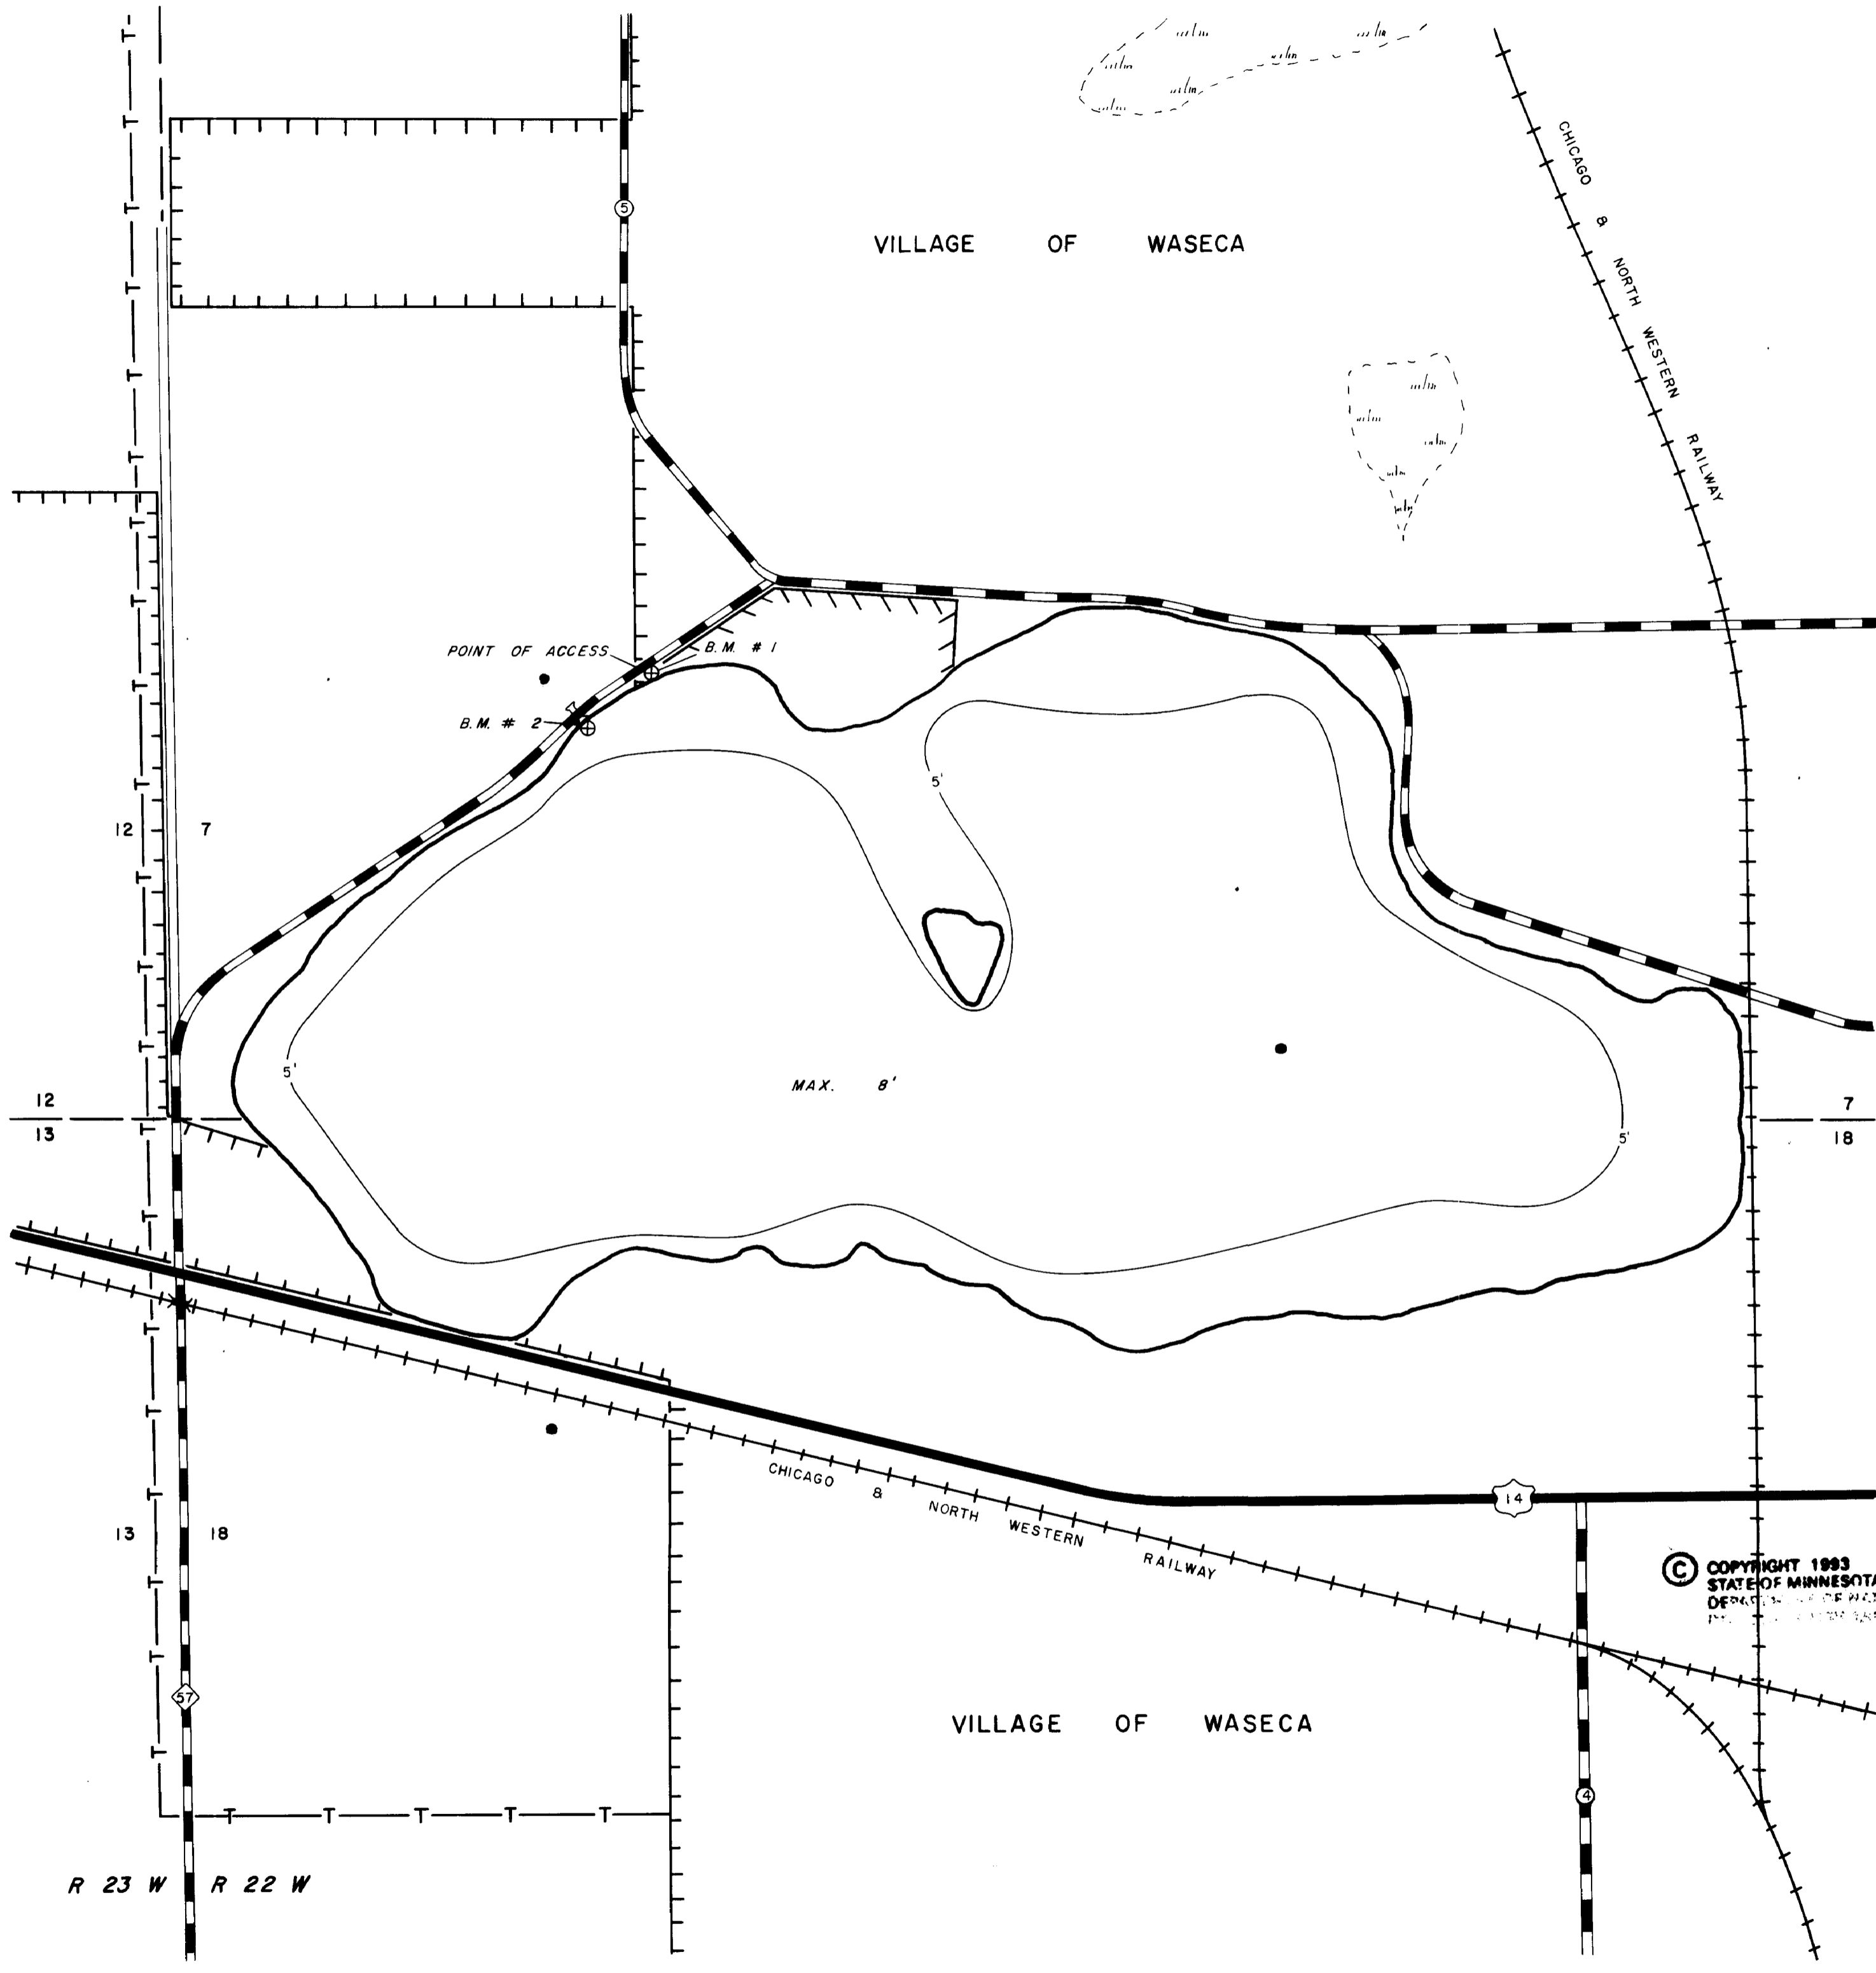 5
VILLAGE OF WASECA
CHICAGO & NORTH WESTERN RAILWAY
POINT OF ACCESS
B.M. # 1
B.M. # 2
5'
12 7
5'
MAX. 8'
12
13
7
18
5'
CHICAGO & NORTH WESTERN RAILWAY
14
13 18
© COPYRIGHT 1993
STATE OF MINNESOTA
57
VILLAGE OF WASECA
4
R 23 W R 22 W